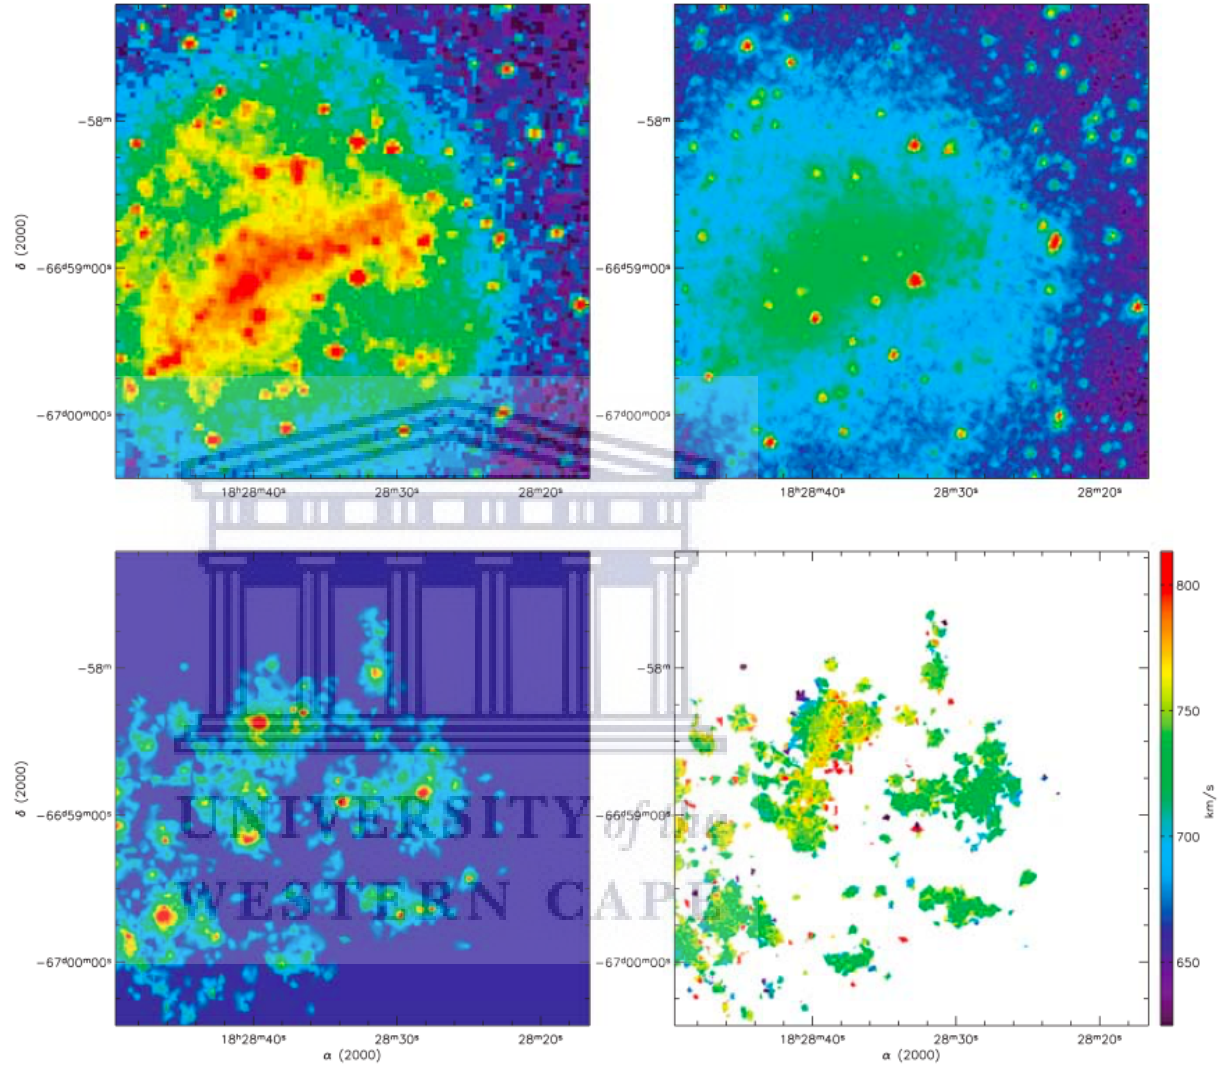 δ (2000)
−58ᵐ
−66ᵈ59ᵐ00ˢ
−67ᵈ00ᵐ00ˢ
18ʰ28ᵐ40ˢ 28ᵐ30ˢ 28ᵐ20ˢ
−58ᵐ
−66ᵈ59ᵐ00ˢ
−67ᵈ00ᵐ00ˢ
18ʰ28ᵐ40ˢ 28ᵐ30ˢ 28ᵐ20ˢ
δ (2000)
−58ᵐ
−66ᵈ59ᵐ00ˢ
−67ᵈ00ᵐ00ˢ
18ʰ28ᵐ40ˢ 28ᵐ30ˢ 28ᵐ20ˢ
α (2000)
−58ᵐ
−66ᵈ59ᵐ00ˢ
−67ᵈ00ᵐ00ˢ
18ʰ28ᵐ40ˢ 28ᵐ30ˢ 28ᵐ20ˢ
α (2000)
800
750
700
650
km/s
UNIVERSITY of the
WESTERN CAPE